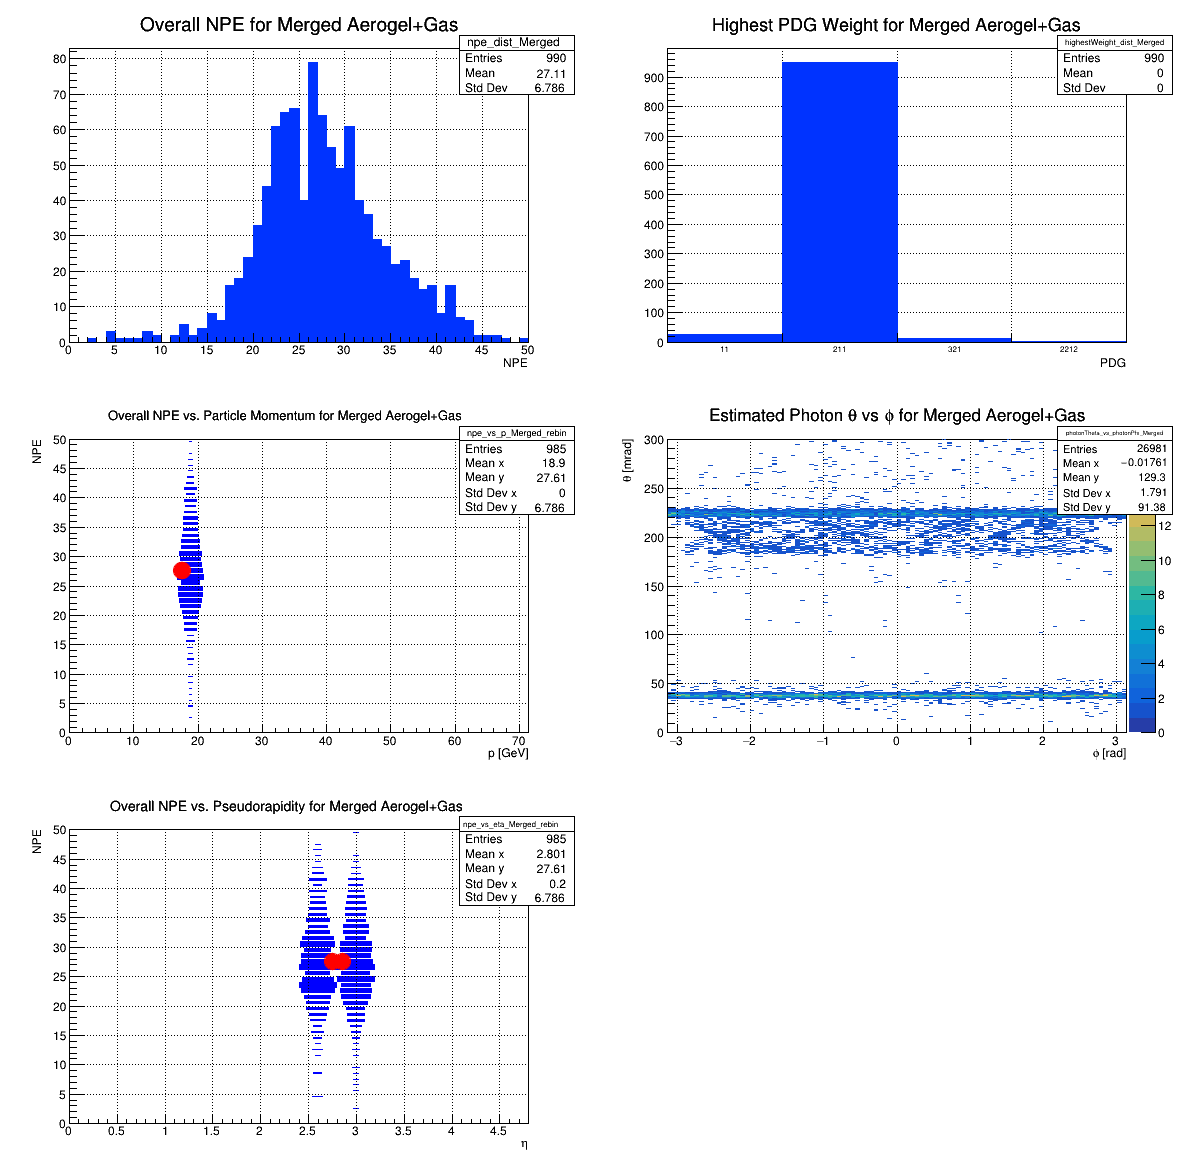 Overall NPE for Merged Aerogel+Gas
npe_dist_Merged
Entries 990
Mean 27.11
Std Dev 6.786
80
70
60
50
40
30
20
10
0
0 5 10 15 20 25 30 35 40 45 50
NPE
Highest PDG Weight for Merged Aerogel+Gas
highestWeight_dist_Merged
Entries 990
Mean 0
Std Dev 0
900
800
700
600
500
400
300
200
100
0
11 211 321 2212
PDG
Overall NPE vs. Particle Momentum for Merged Aerogel+Gas
npe_vs_p_Merged_rebin
Entries 985
Mean x 18.9
Mean y 27.61
Std Dev x 0
Std Dev y 6.786
NPE
50
45
40
35
30
25
20
15
10
5
0
0 10 20 30 40 50 60 70
p [GeV]
Estimated Photon θ vs ϕ for Merged Aerogel+Gas
photonTheta_vs_photonPhi_Merged
Entries 26981
Mean x −0.01761
Mean y 129.3
Std Dev x 1.791
Std Dev y 91.38
θ [mrad]
300
250
200
150
100
50
0
−3 −2 −1 0 1 2 3
ϕ [rad]
12
10
8
6
4
2
0
Overall NPE vs. Pseudorapidity for Merged Aerogel+Gas
npe_vs_eta_Merged_rebin
Entries 985
Mean x 2.801
Mean y 27.61
Std Dev x 0.2
Std Dev y 6.786
NPE
50
45
40
35
30
25
20
15
10
5
0
0 0.5 1 1.5 2 2.5 3 3.5 4 4.5
η